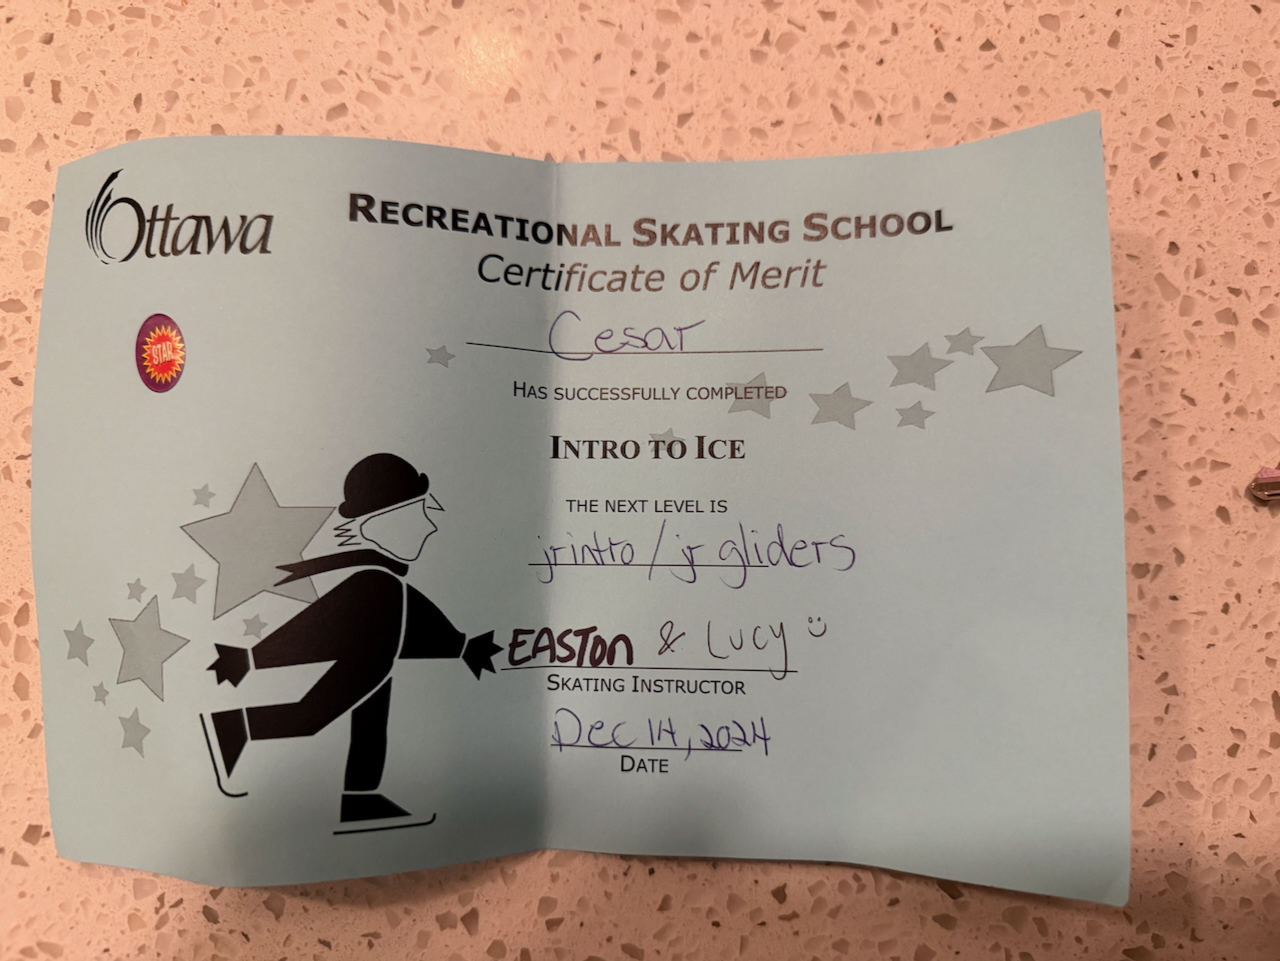 Ottawa
RECREATIONAL SKATING SCHOOL
Certificate of Merit
Cesar
STAR
HAS SUCCESSFULLY COMPLETED
INTRO TO ICE
THE NEXT LEVEL IS
jr intro / jr gliders
EASTON & Lucy
SKATING INSTRUCTOR
Dec 14, 2024
DATE